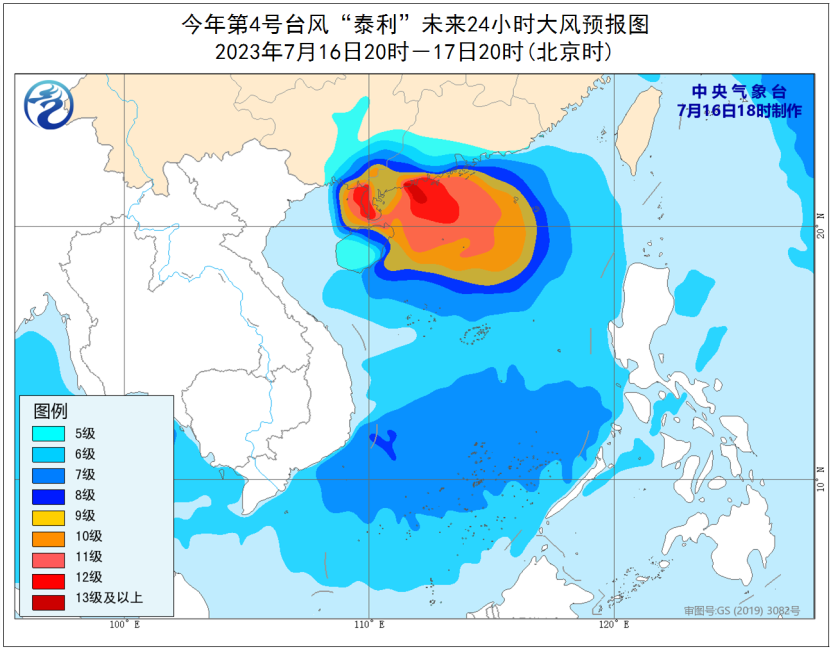 今年第4号台风“泰利”未来24小时大风预报图
2023年7月16日20时－17日20时(北京时)
中央气象台
7月16日18时制作
20°N
10°N
图例
5级
6级
7级
8级
9级
10级
11级
12级
13级及以上
审图号:GS (2019) 3082号
100°E
110°E
120°E